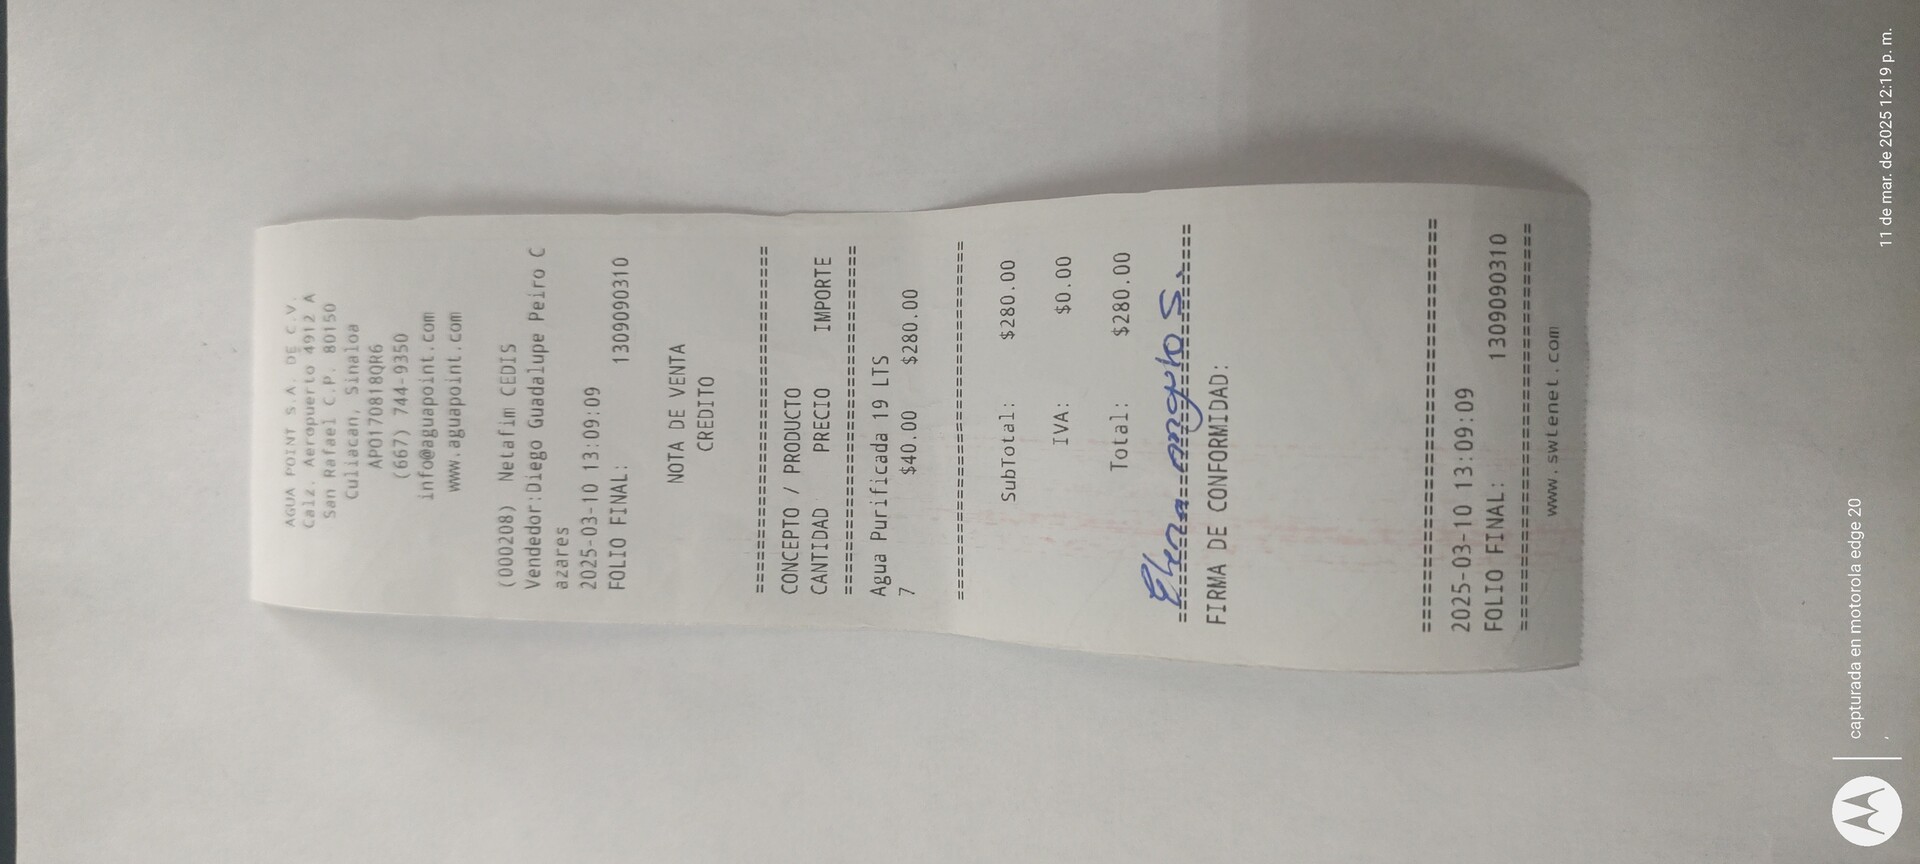 AGUA POINT S.A. DE C.V.
Calz. Aeropuerto 4912 A
San Rafael C.P. 80150
Culiacan, Sinaloa
APO170818QR6
(667) 744-9350
info@aguapoint.com
www.aguapoint.com
(000208) Netafim CEDIS
Vendedor:Diego Guadalupe Peiro C
azares
2025-03-10 13:09:09
FOLIO FINAL: 1309090310
NOTA DE VENTA
CREDITO
================================
CONCEPTO / PRODUCTO
CANTIDAD PRECIO IMPORTE
================================
Agua Purificada 19 LTS
7 $40.00 $280.00
================================
SubTotal: $280.00
IVA: $0.00
Total: $280.00
Elena angulo S.
================================
FIRMA DE CONFORMIDAD:
================================
2025-03-10 13:09:09
FOLIO FINAL: 1309090310
================================
www.swtenet.com
capturada en motorola edge 20
11 de mar. de 2025 12:19 p. m.